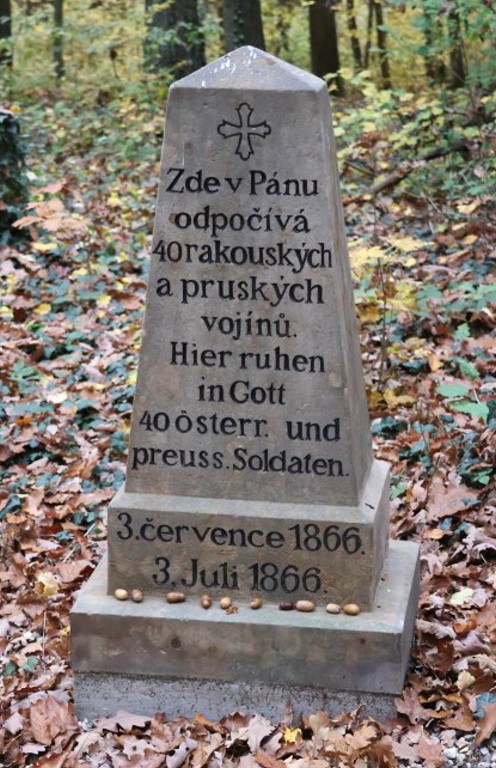 Zde v Pánu
odpočívá
40 rakouských
a pruských
vojínů.
Hier ruhen
in Gott
40 österr. und
preuss. Soldaten.
3. července 1866.
3. Juli 1866.